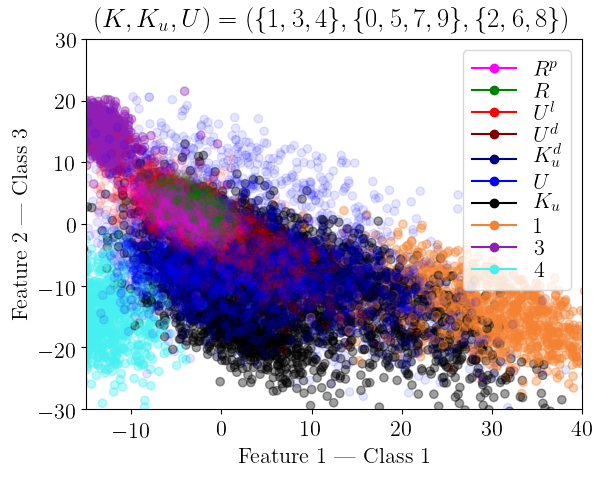 (K, K_u, U) = ({1, 3, 4}, {0, 5, 7, 9}, {2, 6, 8})
30
20
10
0
−10
−20
−30
Feature 2 — Class 3
R^p
R
U^l
U^d
K_u^d
U
K_u
1
3
4
−10
0
10
20
30
40
Feature 1 — Class 1